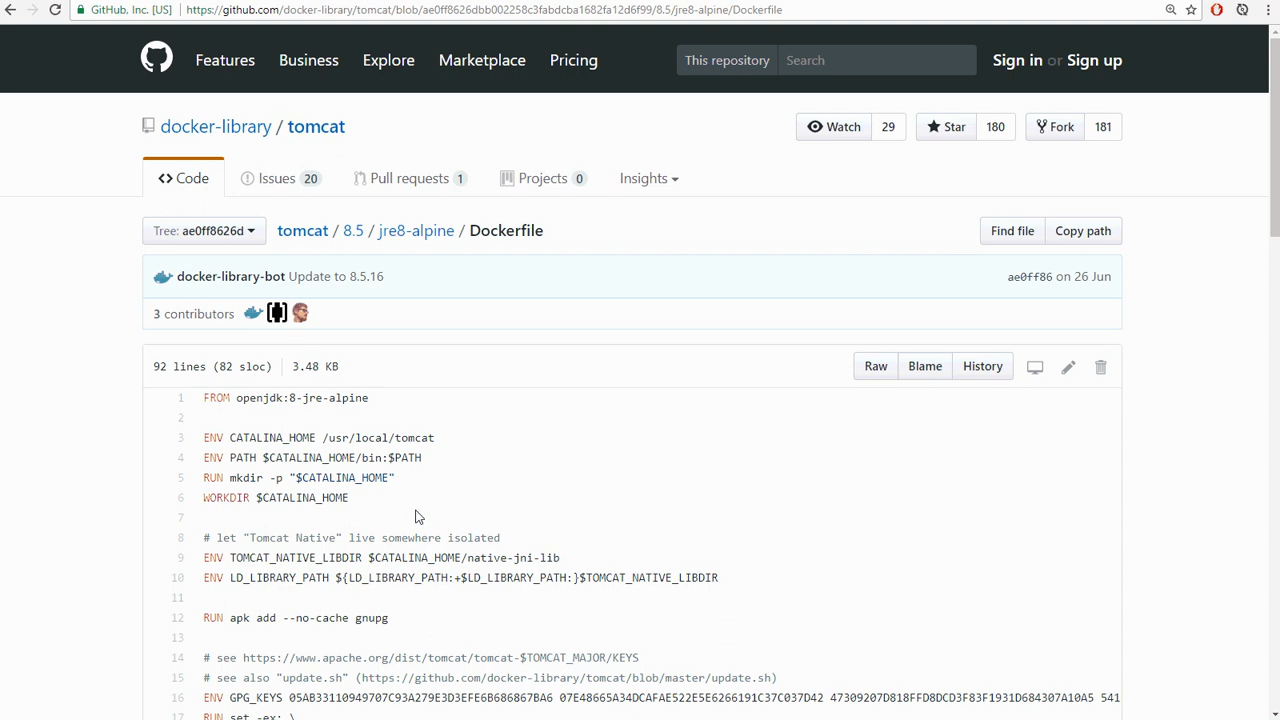 GitHub, Inc. [US] https://github.com/docker-library/tomcat/blob/ae0ff8626dbb002258c3fabdcba1682fa12d6f99/8.5/jre8-alpine/Dockerfile
Features Business Explore Marketplace Pricing This repository Search Sign in or Sign up
docker-library / tomcat Watch 29 Star 180 Fork 181
<> Code Issues 20 Pull requests 1 Projects 0 Insights
Tree: ae0ff8626d tomcat / 8.5 / jre8-alpine / Dockerfile Find file Copy path
docker-library-bot Update to 8.5.16 ae0ff86 on 26 Jun
3 contributors
92 lines (82 sloc) 3.48 KB Raw Blame History
1 FROM openjdk:8-jre-alpine
2
3 ENV CATALINA_HOME /usr/local/tomcat
4 ENV PATH $CATALINA_HOME/bin:$PATH
5 RUN mkdir -p "$CATALINA_HOME"
6 WORKDIR $CATALINA_HOME
7
8 # let "Tomcat Native" live somewhere isolated
9 ENV TOMCAT_NATIVE_LIBDIR $CATALINA_HOME/native-jni-lib
10 ENV LD_LIBRARY_PATH ${LD_LIBRARY_PATH:+$LD_LIBRARY_PATH:}$TOMCAT_NATIVE_LIBDIR
11
12 RUN apk add --no-cache gnupg
13
14 # see https://www.apache.org/dist/tomcat/tomcat-$TOMCAT_MAJOR/KEYS
15 # see also "update.sh" (https://github.com/docker-library/tomcat/blob/master/update.sh)
16 ENV GPG_KEYS 05AB33110949707C93A279E3D3EFE6B686867BA6 07E48665A34DCAFAE522E5E6266191C37C037D42 47309207D818FFD8DCD3F83F1931D684307A10A5 541
17 RUN set -ex; \